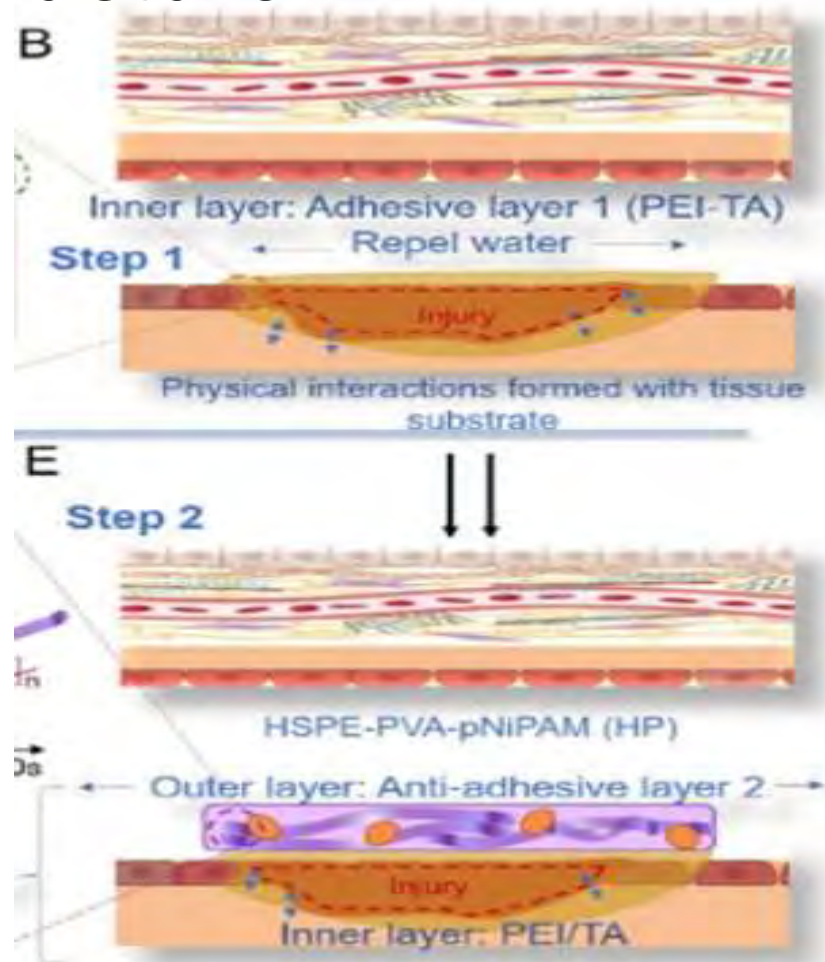 B
Inner layer: Adhesive layer 1 (PEI-TA)
Repel water
Step 1
Injury
Physical interactions formed with tissue
substrate
E
Step 2
n
HSPE-PVA-pNiPAM (HP)
Outer layer: Anti-adhesive layer 2
Injury
Inner layer: PEI/TA